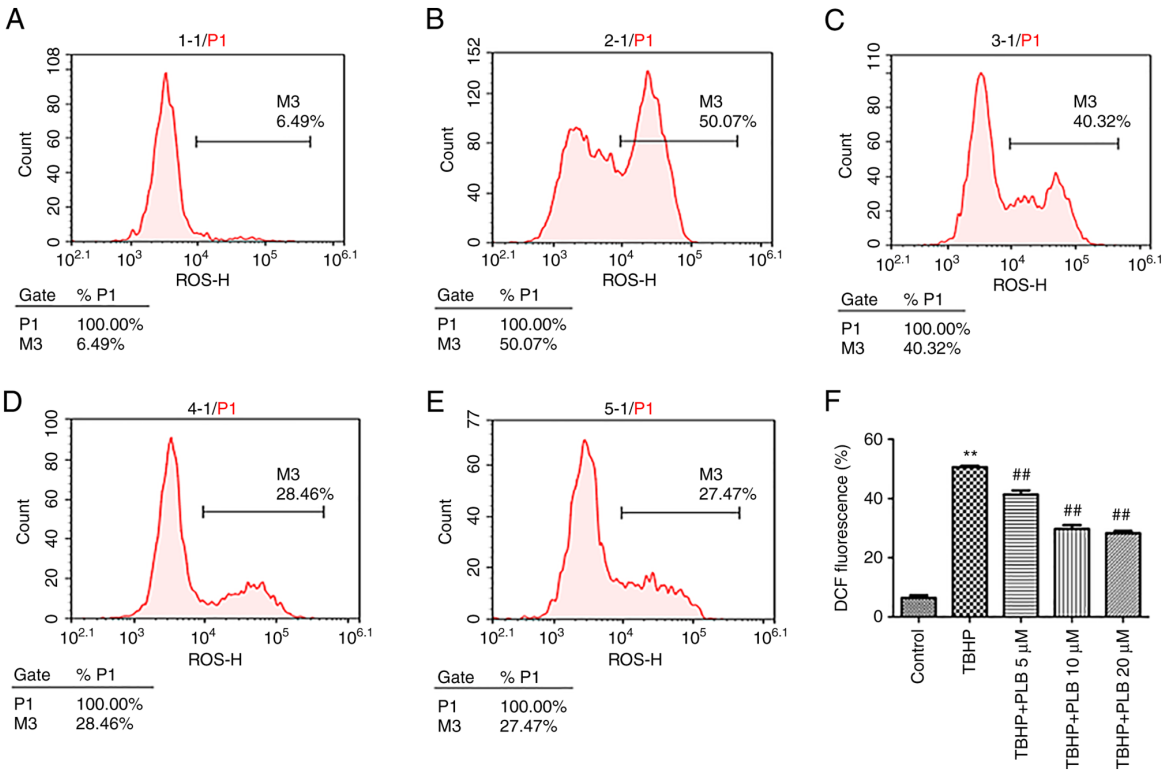 A
1-1/P1
108
80
60
40
20
0
Count
M3
6.49%
10^2.1 10^3 10^4 10^5 10^6.1
ROS-H
Gate % P1
P1 100.00%
M3 6.49%
B
2-1/P1
152
120
80
40
0
Count
M3
50.07%
10^2.1 10^3 10^4 10^5 10^6.1
ROS-H
Gate % P1
P1 100.00%
M3 50.07%
C
3-1/P1
110
80
60
40
20
0
Count
M3
40.32%
10^2.1 10^3 10^4 10^5 10^6.1
ROS-H
Gate % P1
P1 100.00%
M3 40.32%
D
4-1/P1
100
80
60
40
20
0
Count
M3
28.46%
10^2.1 10^3 10^4 10^5 10^6.1
ROS-H
Gate % P1
P1 100.00%
M3 28.46%
E
5-1/P1
77
60
40
20
0
Count
M3
27.47%
10^2.1 10^3 10^4 10^5 10^6.1
ROS-H
Gate % P1
P1 100.00%
M3 27.47%
F
60
40
20
0
DCF fluorescence (%)
**
##
##
##
Control
TBHP
TBHP+PLB 5 µM
TBHP+PLB 10 µM
TBHP+PLB 20 µM